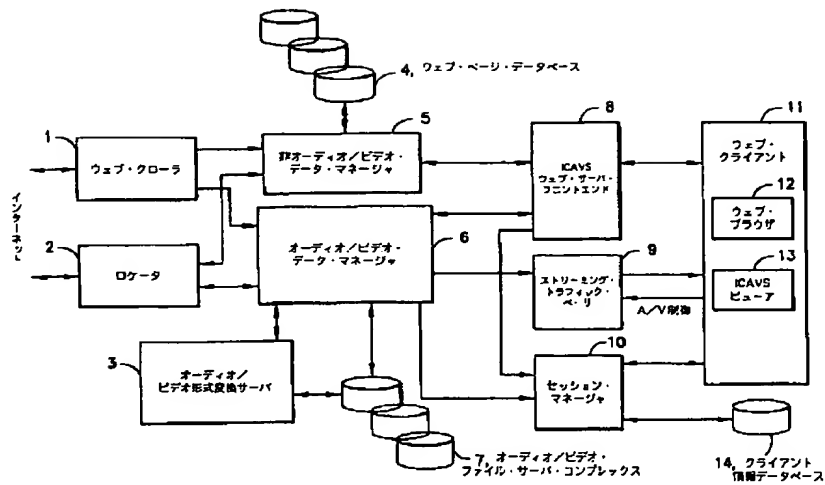 4, ウェブ・ページ・データベース
1
ウェブ・クローラ
5
非オーディオ/ビデオ・
データ・マネージャ
8
ICAVS
ウェブ・サーバ・
フロントエンド
11
ウェブ・
クライアント
12
ウェブ・
ブラウザ
13
ICAVS
ビューア
インターネット
2
ロケータ
オーディオ/ビデオ・
データ・マネージャ
6
9
ストリーミング・
トラフィック・
A/V制御
3
オーディオ/
ビデオ形式変換サーバ
10
セッション・
マネージャ
7, オーディオ/ビデオ・
ファイル・サーバ・コンプレックス
14, クライアント
情報データベース